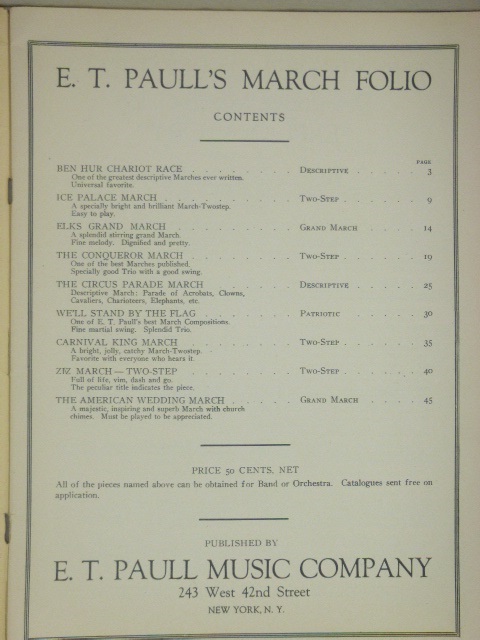 E. T. PAULL'S MARCH FOLIO
CONTENTS
PAGE
BEN HUR CHARIOT RACE . . . . . . . . DESCRIPTIVE . . . . . 3
One of the greatest descriptive Marches ever written.
Universal favorite.
ICE PALACE MARCH . . . . . . . . . TWO-STEP . . . . . . 9
A specially bright and brilliant March-Twostep.
Easy to play.
ELKS GRAND MARCH . . . . . . . . . GRAND MARCH . . . . 14
A splendid stirring grand March.
Fine melody. Dignified and pretty.
THE CONQUEROR MARCH . . . . . . . . TWO-STEP . . . . . . 19
One of the best Marches published.
Specially good Trio with a good swing.
THE CIRCUS PARADE MARCH . . . . . . . DESCRIPTIVE . . . . . 25
Descriptive March: Parade of Acrobats, Clowns,
Cavaliers, Charioteers, Elephants, etc.
WE'LL STAND BY THE FLAG . . . . . . . PATRIOTIC . . . . . 30
One of E. T. Paull's best March Compositions.
Fine martial swing. Splendid Trio.
CARNIVAL KING MARCH . . . . . . . . TWO-STEP . . . . . . 35
A bright, jolly, catchy March-Twostep.
Favorite with everyone who hears it.
ZIZ MARCH — TWO-STEP . . . . . . . . TWO-STEP . . . . . . 40
Full of life, vim, dash and go.
The peculiar title indicates the piece.
THE AMERICAN WEDDING MARCH . . . . . . GRAND MARCH . . . . 45
A majestic, inspiring and superb March with church
chimes. Must be played to be appreciated.
PRICE 50 CENTS, NET
All of the pieces named above can be obtained for Band or Orchestra. Catalogues sent free on
application.
PUBLISHED BY
E. T. PAULL MUSIC COMPANY
243 West 42nd Street
NEW YORK, N. Y.